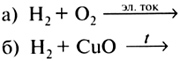 а) H₂ + O₂ —эл. ток→
б) H₂ + CuO —t→